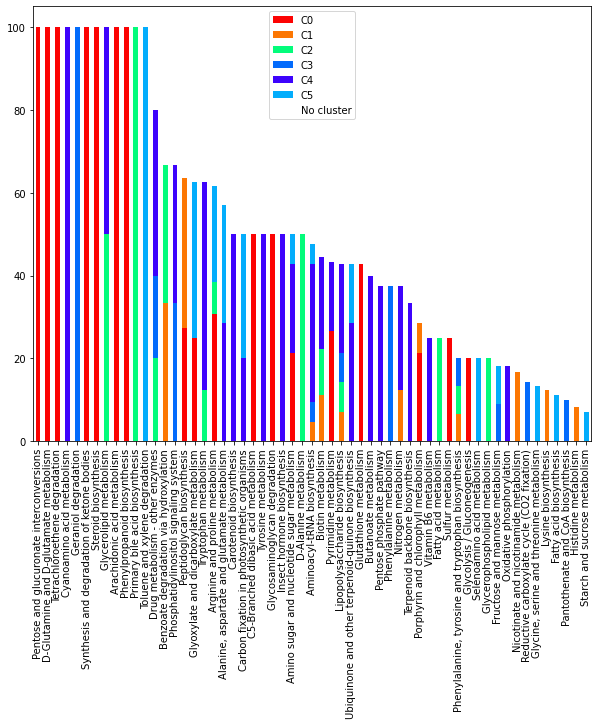 100
80
60
40
20
0
C0
C1
C2
C3
C4
C5
No cluster
Pentose and glucuronate interconversions
D-Glutamine and D-glutamate metabolism
Tetrachloroethene degradation
Cyanoamino acid metabolism
Geraniol degradation
Synthesis and degradation of ketone bodies
Steroid biosynthesis
Glycerolipid metabolism
Arachidonic acid metabolism
Phenylpropanoid biosynthesis
Primary bile acid biosynthesis
Toluene and xylene degradation
Drug metabolism - other enzymes
Benzoate degradation via hydroxylation
Phosphatidylinositol signaling system
Peptidoglycan biosynthesis
Glyoxylate and dicarboxylate metabolism
Tryptophan metabolism
Arginine and proline metabolism
Alanine, aspartate and glutamate metabolism
Carotenoid biosynthesis
Carbon fixation in photosynthetic organisms
C5-Branched dibasic acid metabolism
Tyrosine metabolism
Glycosaminoglycan degradation
Insect hormone biosynthesis
Amino sugar and nucleotide sugar metabolism
D-Alanine metabolism
Aminoacyl-tRNA biosynthesis
Biotin metabolism
Pyrimidine metabolism
Lipopolysaccharide biosynthesis
Ubiquinone and other terpenoid-quinone biosynthesis
Glutathione metabolism
Butanoate metabolism
Pentose phosphate pathway
Phenylalanine metabolism
Nitrogen metabolism
Terpenoid backbone biosynthesis
Porphyrin and chlorophyll metabolism
Vitamin B6 metabolism
Fatty acid metabolism
Sulfur metabolism
Phenylalanine, tyrosine and tryptophan biosynthesis
Glycolysis / Gluconeogenesis
Selenoamino acid metabolism
Glycerophospholipid metabolism
Fructose and mannose metabolism
Oxidative phosphorylation
Nicotinate and nicotinamide metabolism
Reductive carboxylate cycle (CO2 fixation)
Glycine, serine and threonine metabolism
Lysine biosynthesis
Fatty acid biosynthesis
Pantothenate and CoA biosynthesis
Histidine metabolism
Starch and sucrose metabolism